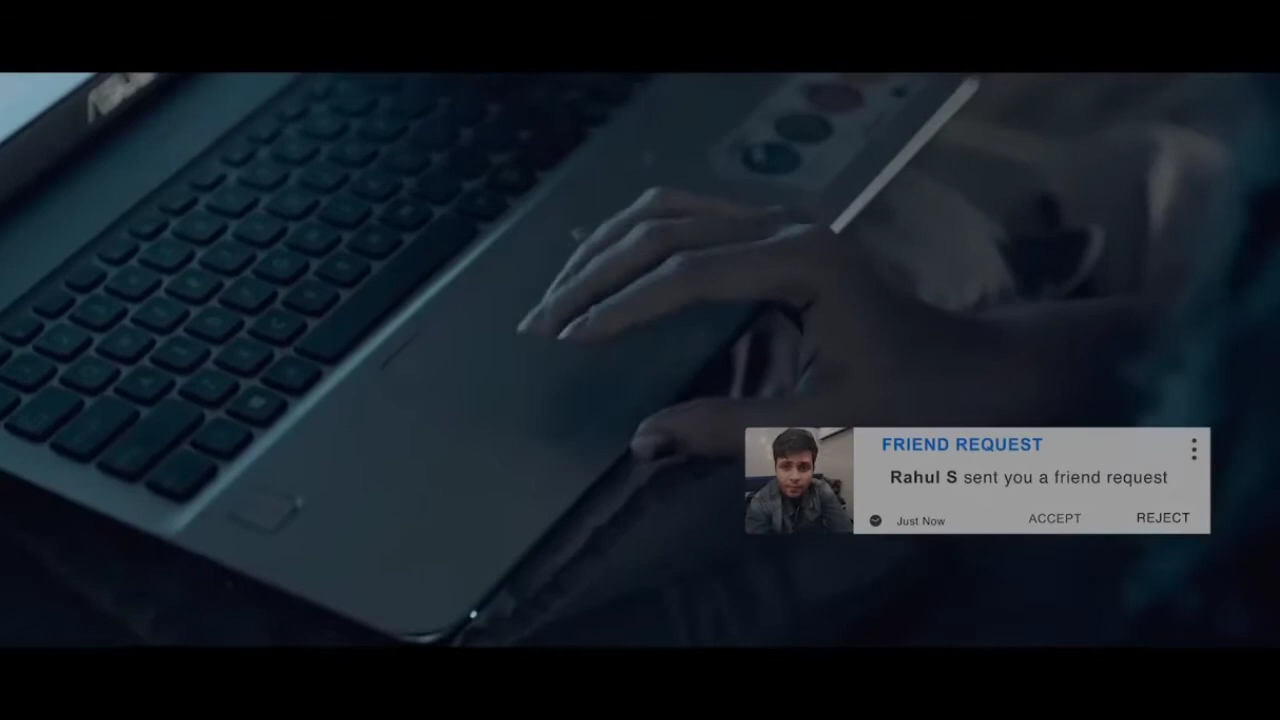 FRIEND REQUEST
Rahul S sent you a friend request
Just Now
ACCEPT
REJECT